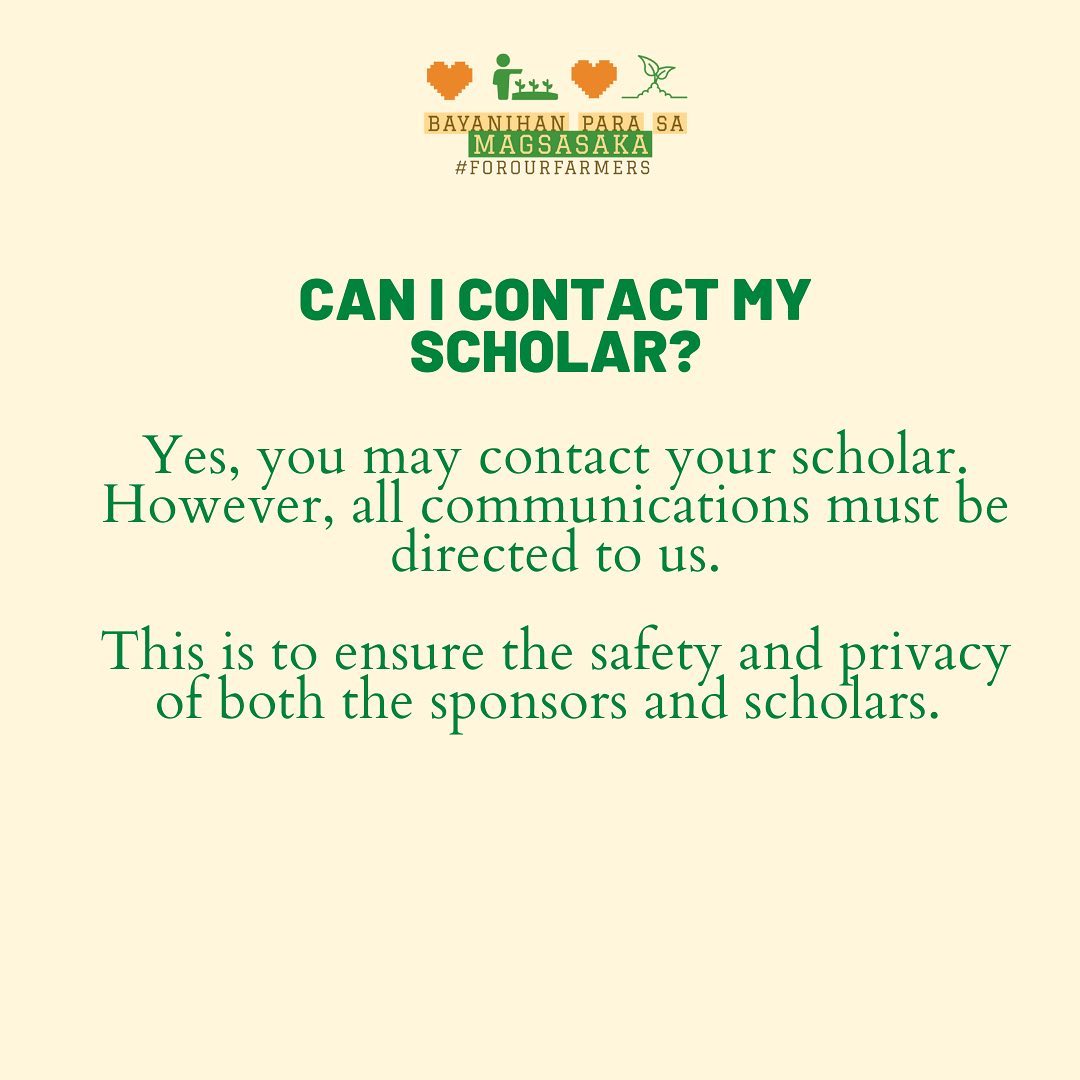 BAYANIHAN PARA SA
MAGSASAKA
#FOROURFARMERS
CAN I CONTACT MY
SCHOLAR?
Yes, you may contact your scholar.
However, all communications must be
directed to us.
This is to ensure the safety and privacy
of both the sponsors and scholars.